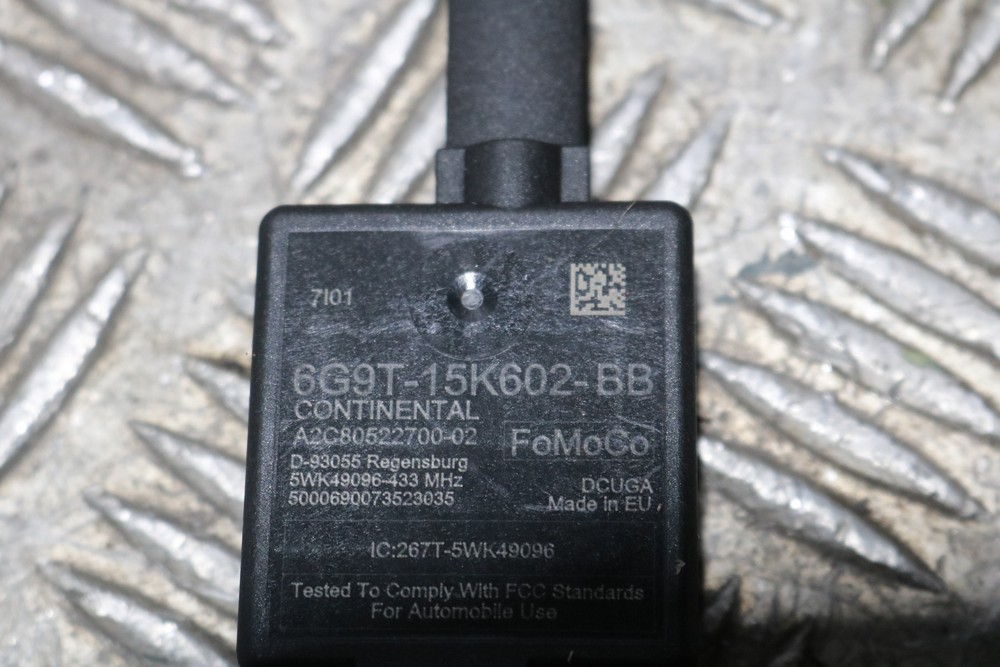 7I01
6G9T-15K602-BB
CONTINENTAL
A2C80522700-02
FoMoCo
D-93055 Regensburg
5WK49096-433 MHz
5000690073523035
DCUGA
Made in EU
IC:267T-5WK49096
Tested To Comply With FCC Standards
For Automobile Use